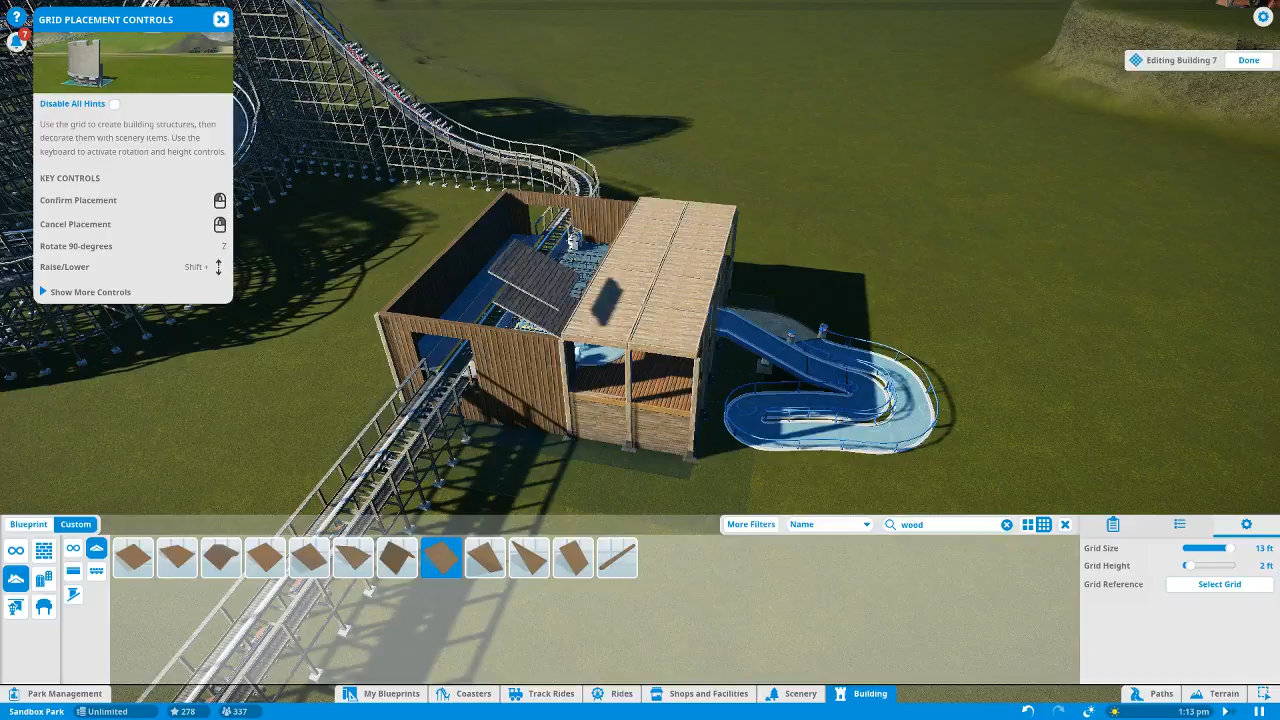 ?
GRID PLACEMENT CONTROLS
7
Disable All Hints
Use the grid to create building structures, then
decorate them with scenery items. Use the
keyboard to activate rotation and height controls.
KEY CONTROLS
Confirm Placement
Cancel Placement
Rotate 90-degrees Z
Raise/Lower Shift +
Show More Controls
Editing Building 7 Done
Blueprint Custom More Filters Name wood
Grid Size 13 ft
Grid Height 2 ft
Grid Reference Select Grid
Park Management My Blueprints Coasters Track Rides Rides Shops and Facilities Scenery Building Paths Terrain
Sandbox Park Unlimited 278 337 1:13 pm